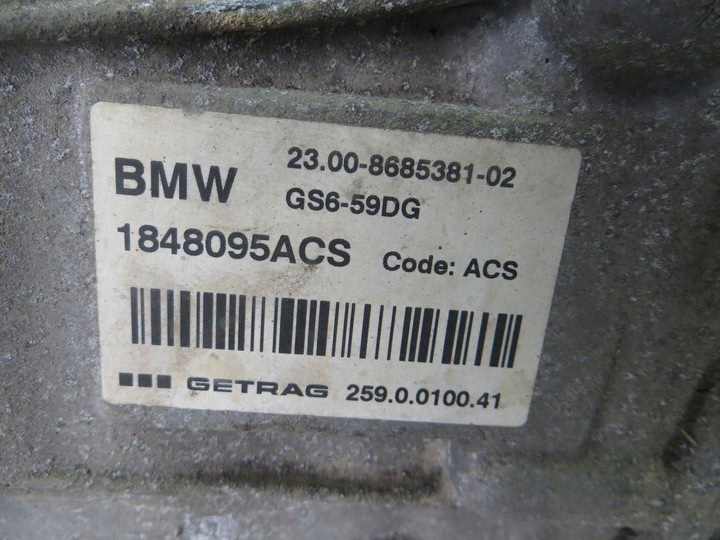 BMW 23.00-8685381-02
GS6-59DG
1848095ACS Code: ACS
GETRAG 259.0.0100.41